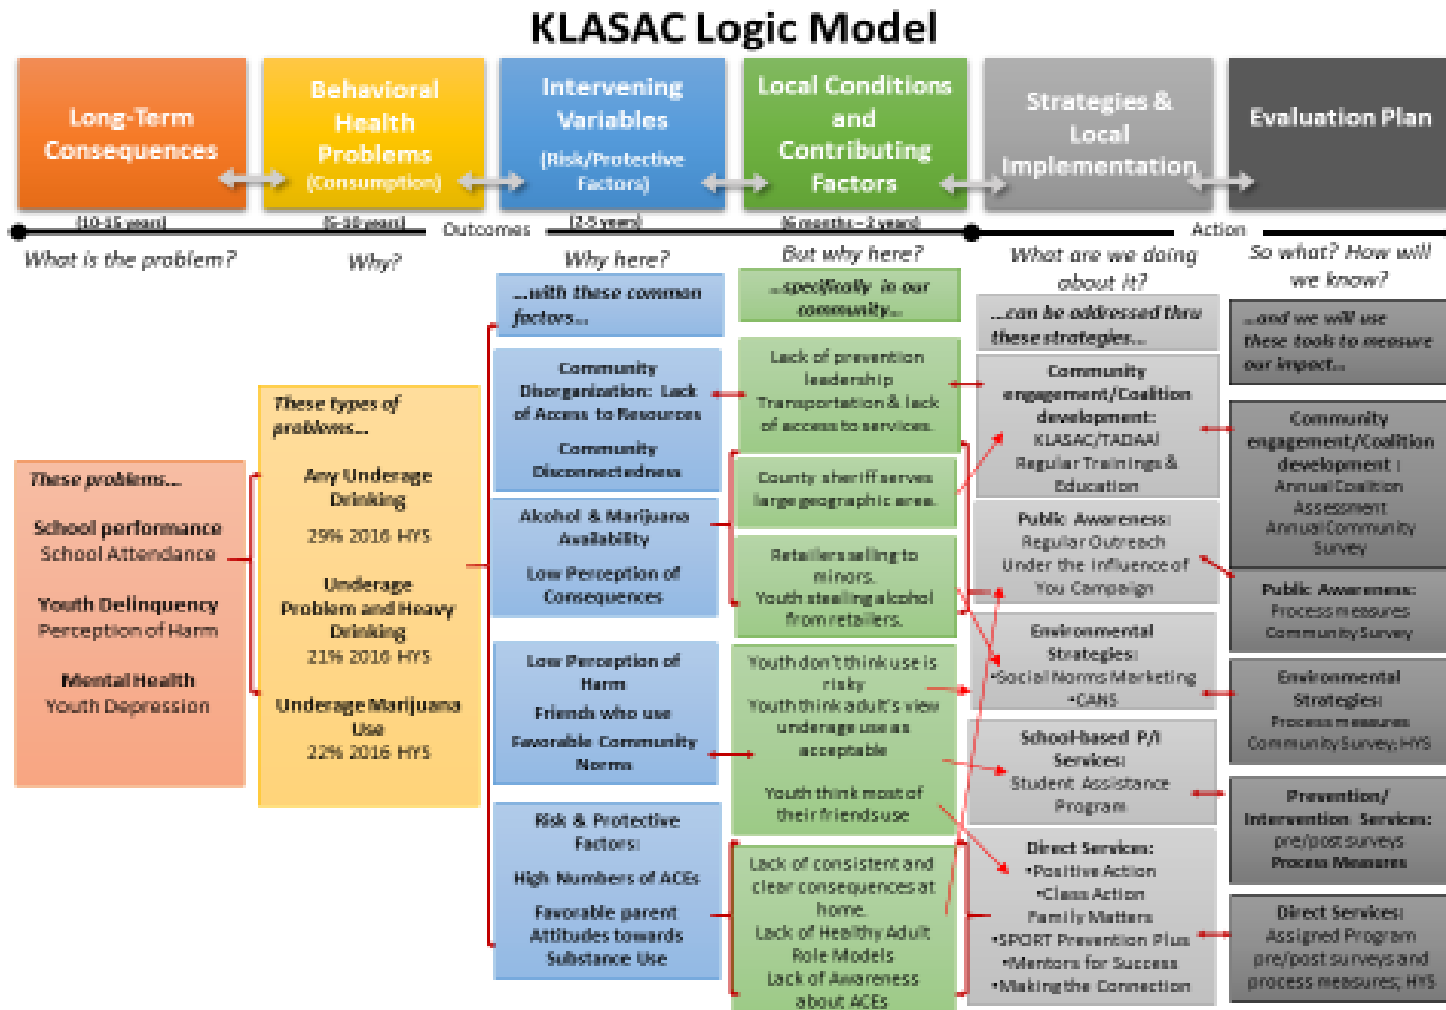 KLASAC Logic Model
Long-Term
Consequences
Behavioral
Health
Problems
(Consumption)
Intervening
Variables
(Risk/Protective
Factors)
Local Conditions
and
Contributing
Factors
Strategies &
Local
Implementation
Evaluation Plan
(10-15 years)
(5-10 years)
(2-5 years)
(6 months – 2 years)
Outcomes
Action
What is the problem?
Why?
Why here?
But why here?
What are we doing
about it?
So what? How will
we know?
These problems...
School performance
School Attendance
Youth Delinquency
Perception of Harm
Mental Health
Youth Depression
These types of
problems...
Any Underage
Drinking
29% 2016 HYS
Underage
Problem and Heavy
Drinking
21% 2016 HYS
Underage Marijuana
Use
22% 2016 HYS
...with these common
factors...
Community
Disorganization: Lack
of Access to Resources
Community
Disconnectedness
Alcohol & Marijuana
Availability
Low Perception of
Consequences
Low Perception of
Harm
Friends who use
Favorable Community
Norms
Risk & Protective
Factors:
High Numbers of ACEs
Favorable parent
Attitudes towards
Substance Use
...specifically in our
community...
Lack of prevention
leadership
Transportation & lack
of access to services.
County sheriff serves
large geographic area.
Retailers selling to
minors.
Youth stealing alcohol
from retailers.
Youth don't think use is
risky
Youth think adult's view
underage use as
acceptable
Youth think most of
their friends use
Lack of consistent and
clear consequences at
home.
Lack of Healthy Adult
Role Models
Lack of Awareness
about ACEs
...can be addressed thru
these strategies...
Community
engagement/Coalition
development:
KLASAC/TADAA!
Regular Trainings &
Education
Public Awareness:
Regular Outreach
Under the Influence of
You Campaign
Environmental
Strategies:
•Social Norms Marketing
•CANS
School-based P/I
Services:
Student Assistance
Program
Direct Services:
•Positive Action
•Class Action
Family Matters
•SPORT Prevention Plus
•Mentors for Success
•Making the Connection
...and we will use
these tools to measure
our impact...
Community
engagement/Coalition
development :
Annual Coalition
Assessment
Annual Community
Survey
Public Awareness:
Process measures
Community Survey
Environmental
Strategies:
Process measures
Community Survey; HYS
Prevention/
Intervention Services:
pre/post surveys
Process Measures
Direct Services:
Assigned Program
pre/post surveys and
process measures; HYS